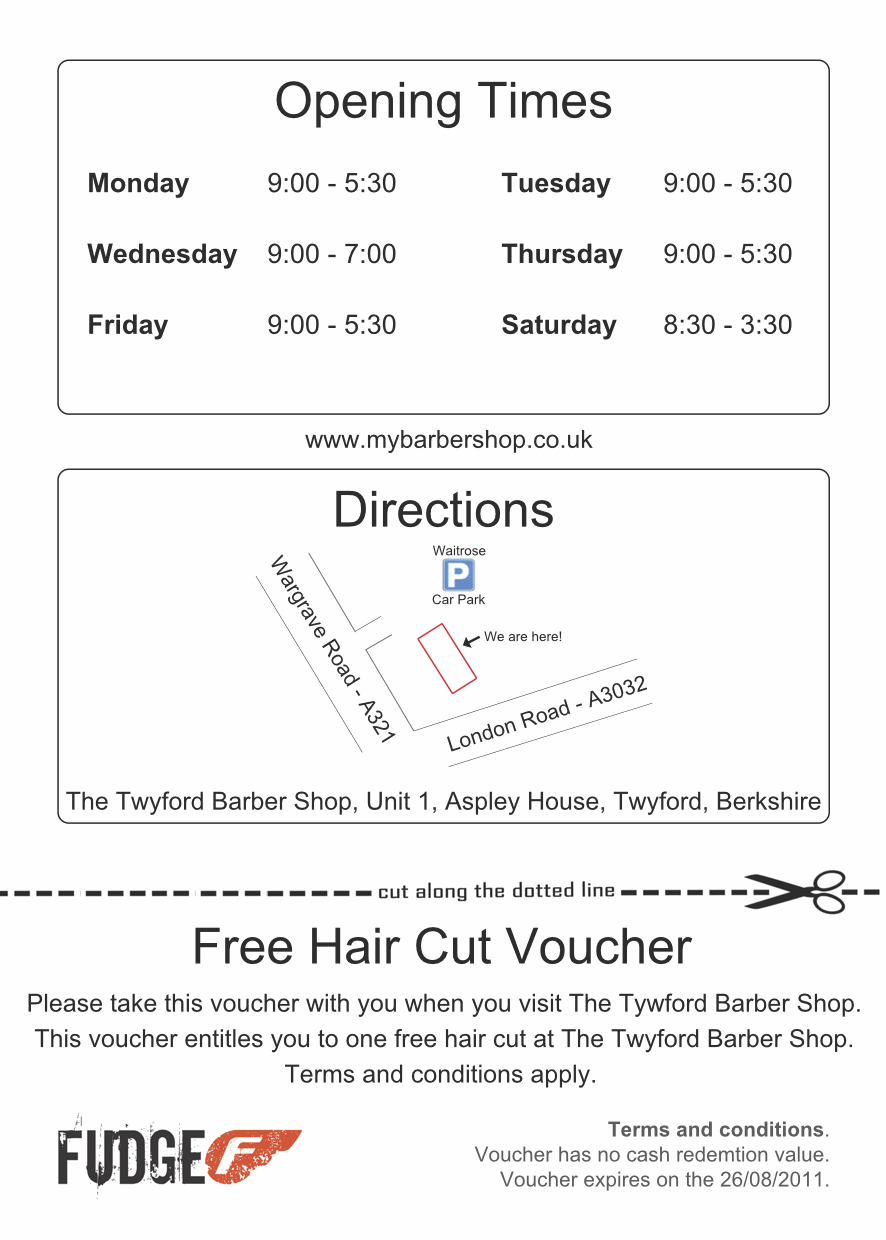 Opening Times
Monday 9:00 - 5:30 Tuesday 9:00 - 5:30
Wednesday 9:00 - 7:00 Thursday 9:00 - 5:30
Friday 9:00 - 5:30 Saturday 8:30 - 3:30
www.mybarbershop.co.uk
Directions
Waitrose
P
Car Park
We are here!
Wargrave Road - A321
London Road - A3032
The Twyford Barber Shop, Unit 1, Aspley House, Twyford, Berkshire
cut along the dotted line
Free Hair Cut Voucher
Please take this voucher with you when you visit The Tywford Barber Shop.
This voucher entitles you to one free hair cut at The Twyford Barber Shop.
Terms and conditions apply.
FUDGE F
Terms and conditions.
Voucher has no cash redemtion value.
Voucher expires on the 26/08/2011.